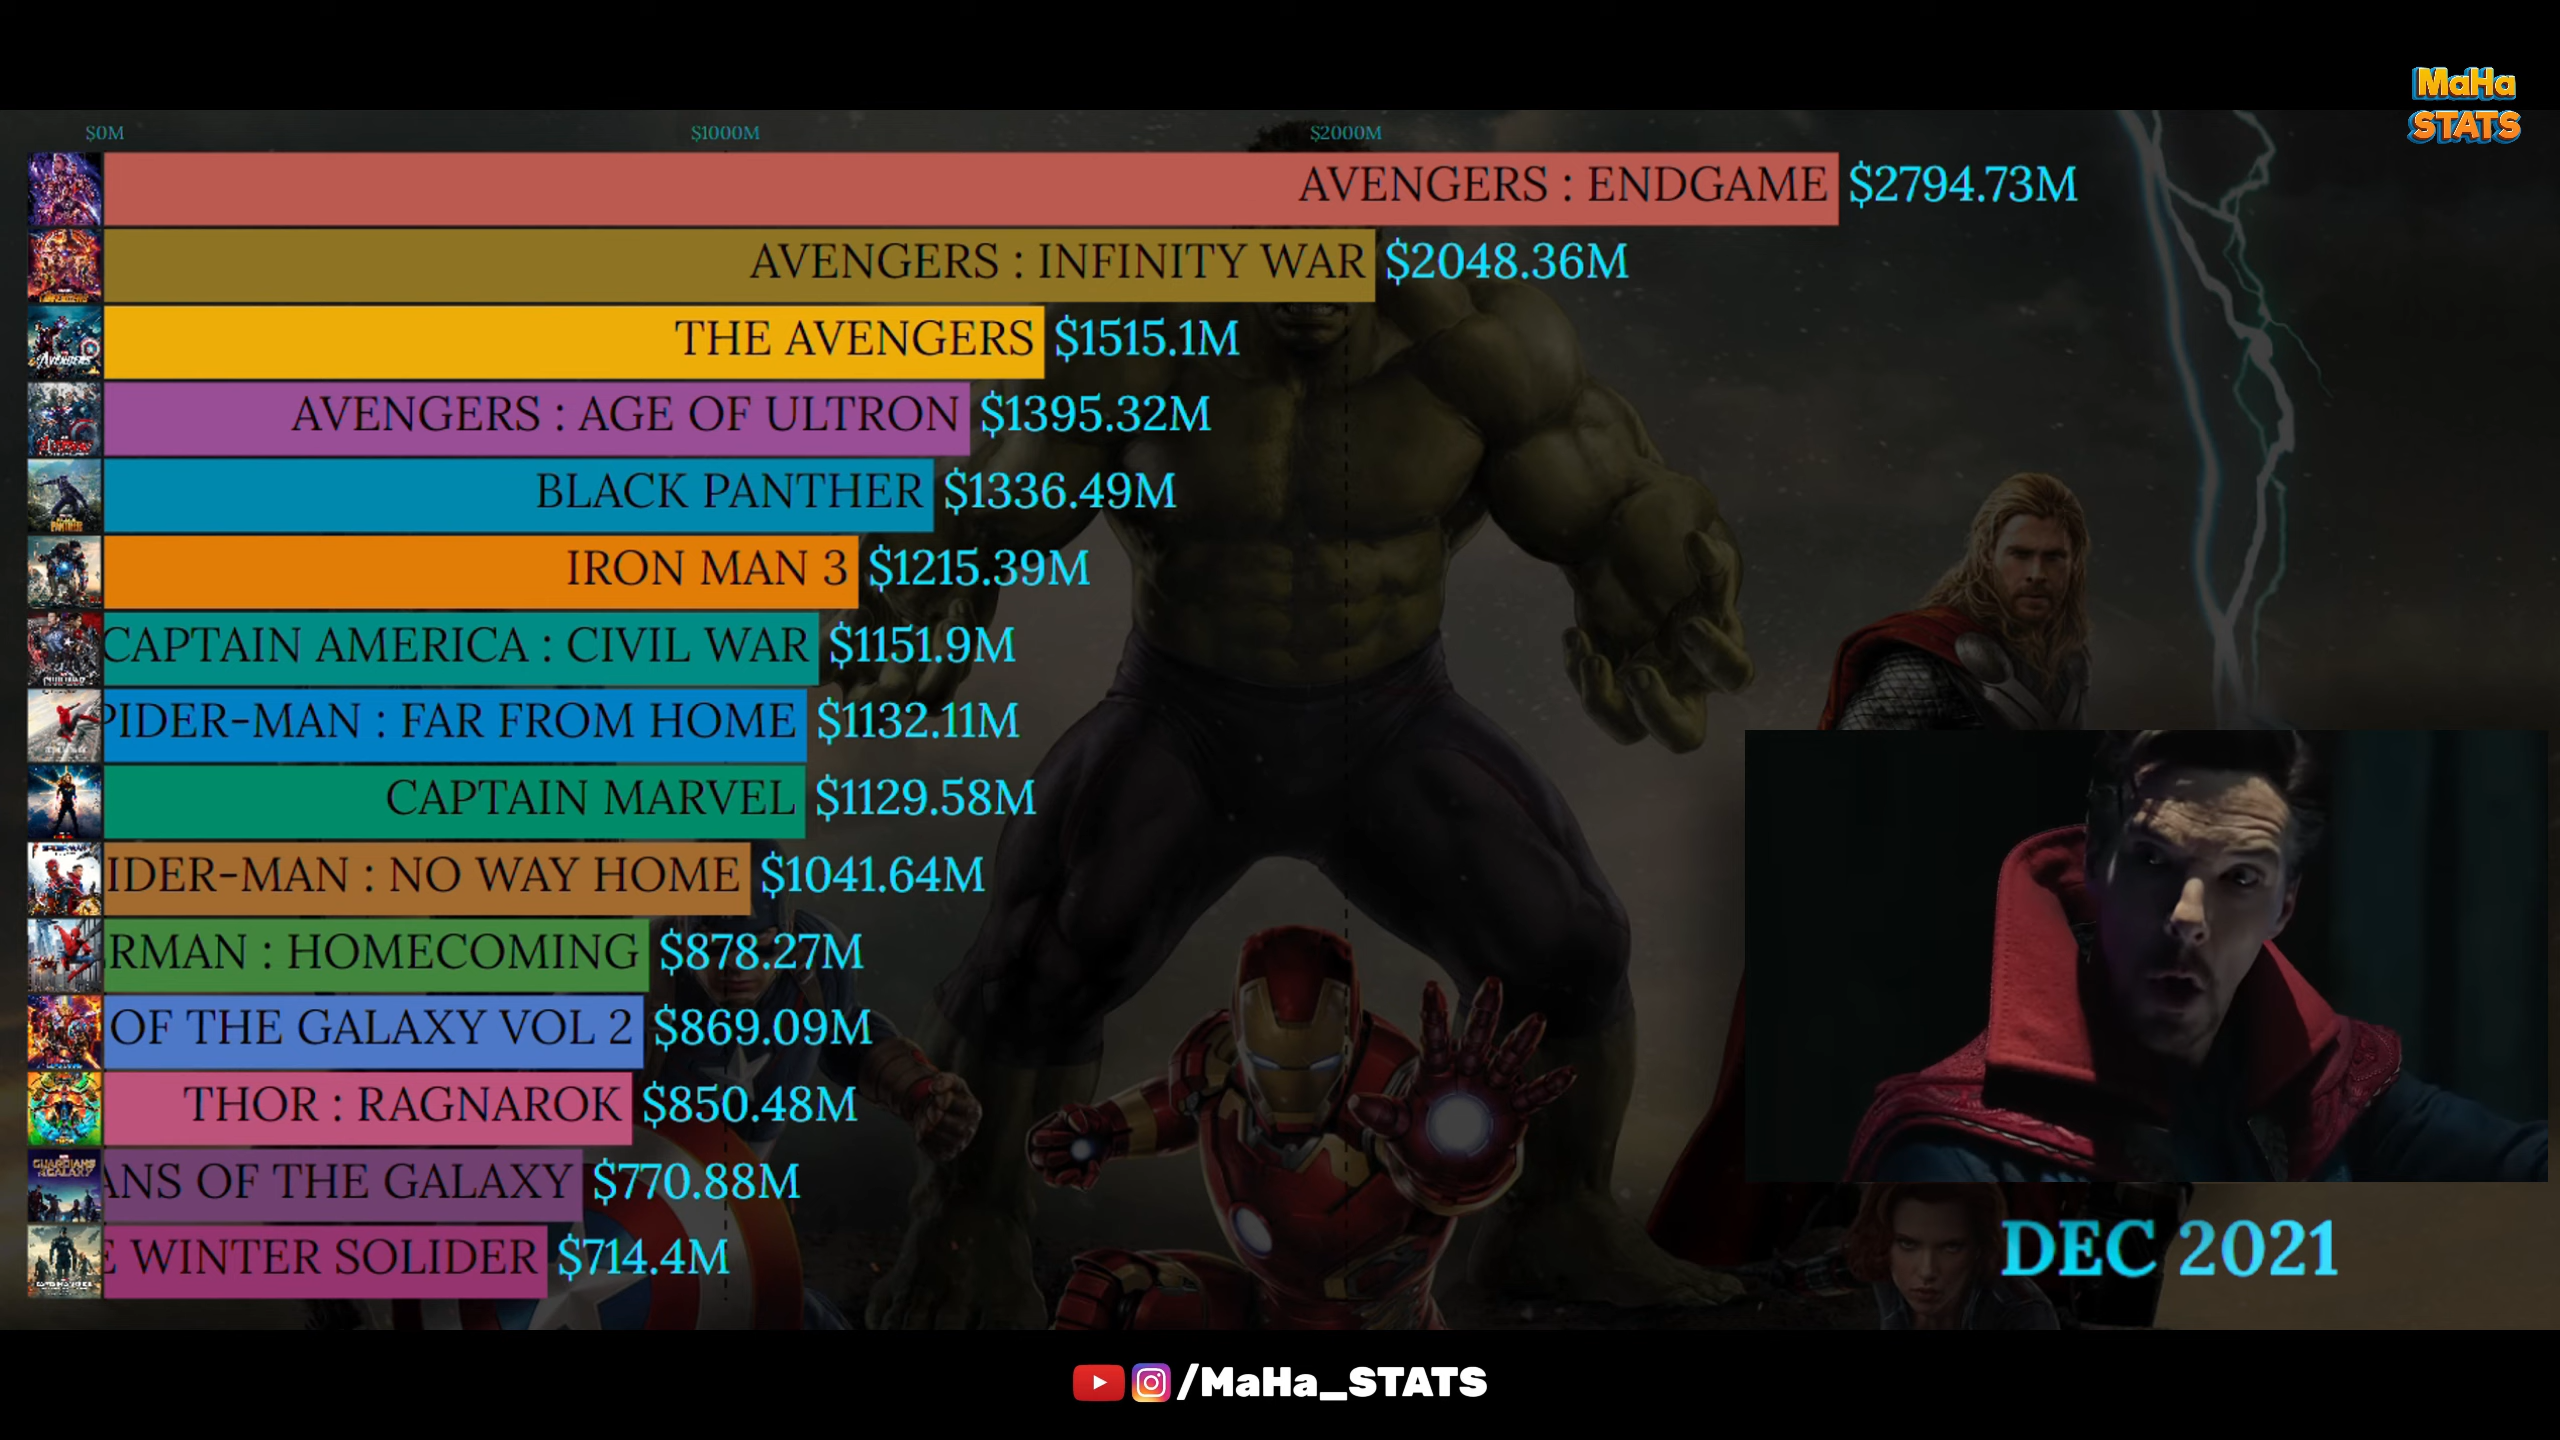 MaHa
STATS
$0M $1000M $2000M
AVENGERS : ENDGAME $2794.73M
AVENGERS : INFINITY WAR $2048.36M
THE AVENGERS $1515.1M
AVENGERS : AGE OF ULTRON $1395.32M
BLACK PANTHER $1336.49M
IRON MAN 3 $1215.39M
CAPTAIN AMERICA : CIVIL WAR $1151.9M
PIDER-MAN : FAR FROM HOME $1132.11M
CAPTAIN MARVEL $1129.58M
IDER-MAN : NO WAY HOME $1041.64M
RMAN : HOMECOMING $878.27M
OF THE GALAXY VOL 2 $869.09M
THOR : RAGNAROK $850.48M
ANS OF THE GALAXY $770.88M
E WINTER SOLIDER $714.4M
DEC 2021
/MaHa_STATS